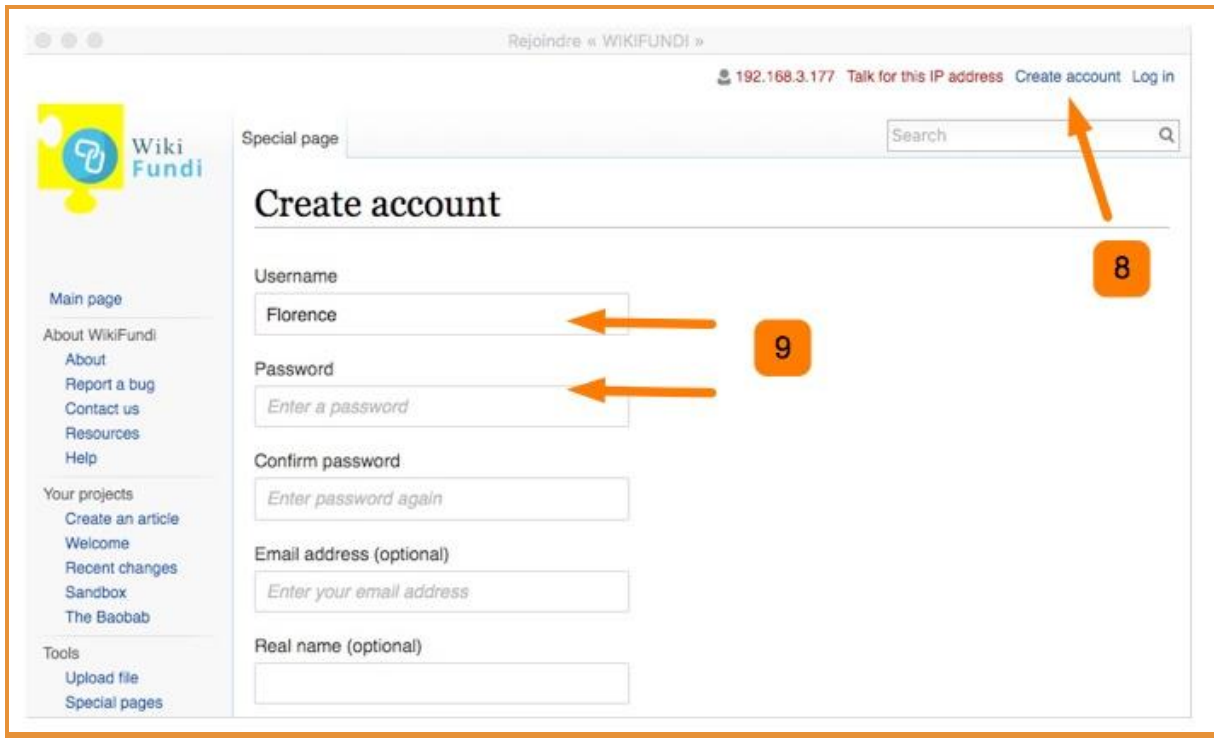 Rejoindre « WIKIFUNDI »
192.168.3.177 Talk for this IP address Create account Log in
Wiki
Fundi
Special page
Search
Create account
8
Username
Florence
9
Password
Enter a password
Confirm password
Enter password again
Email address (optional)
Enter your email address
Real name (optional)
Main page
About WikiFundi
About
Report a bug
Contact us
Resources
Help
Your projects
Create an article
Welcome
Recent changes
Sandbox
The Baobab
Tools
Upload file
Special pages